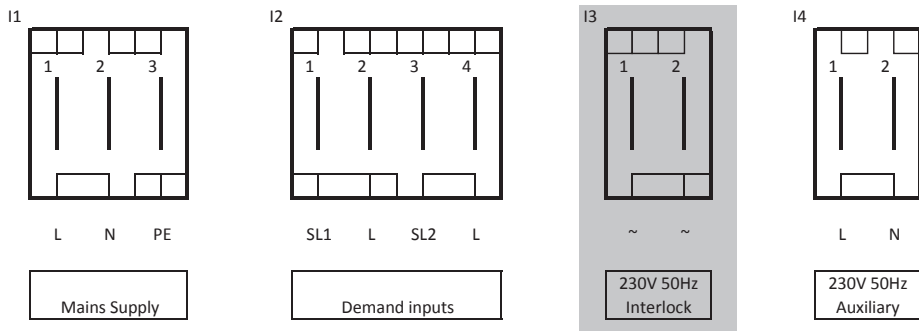 I1 I2 I3 I4
1 2 3 1 2 3 4 1 2 1 2
L N PE SL1 L SL2 L ~ ~ L N
230V 50Hz 230V 50Hz
Mains Supply Demand inputs Interlock Auxiliary